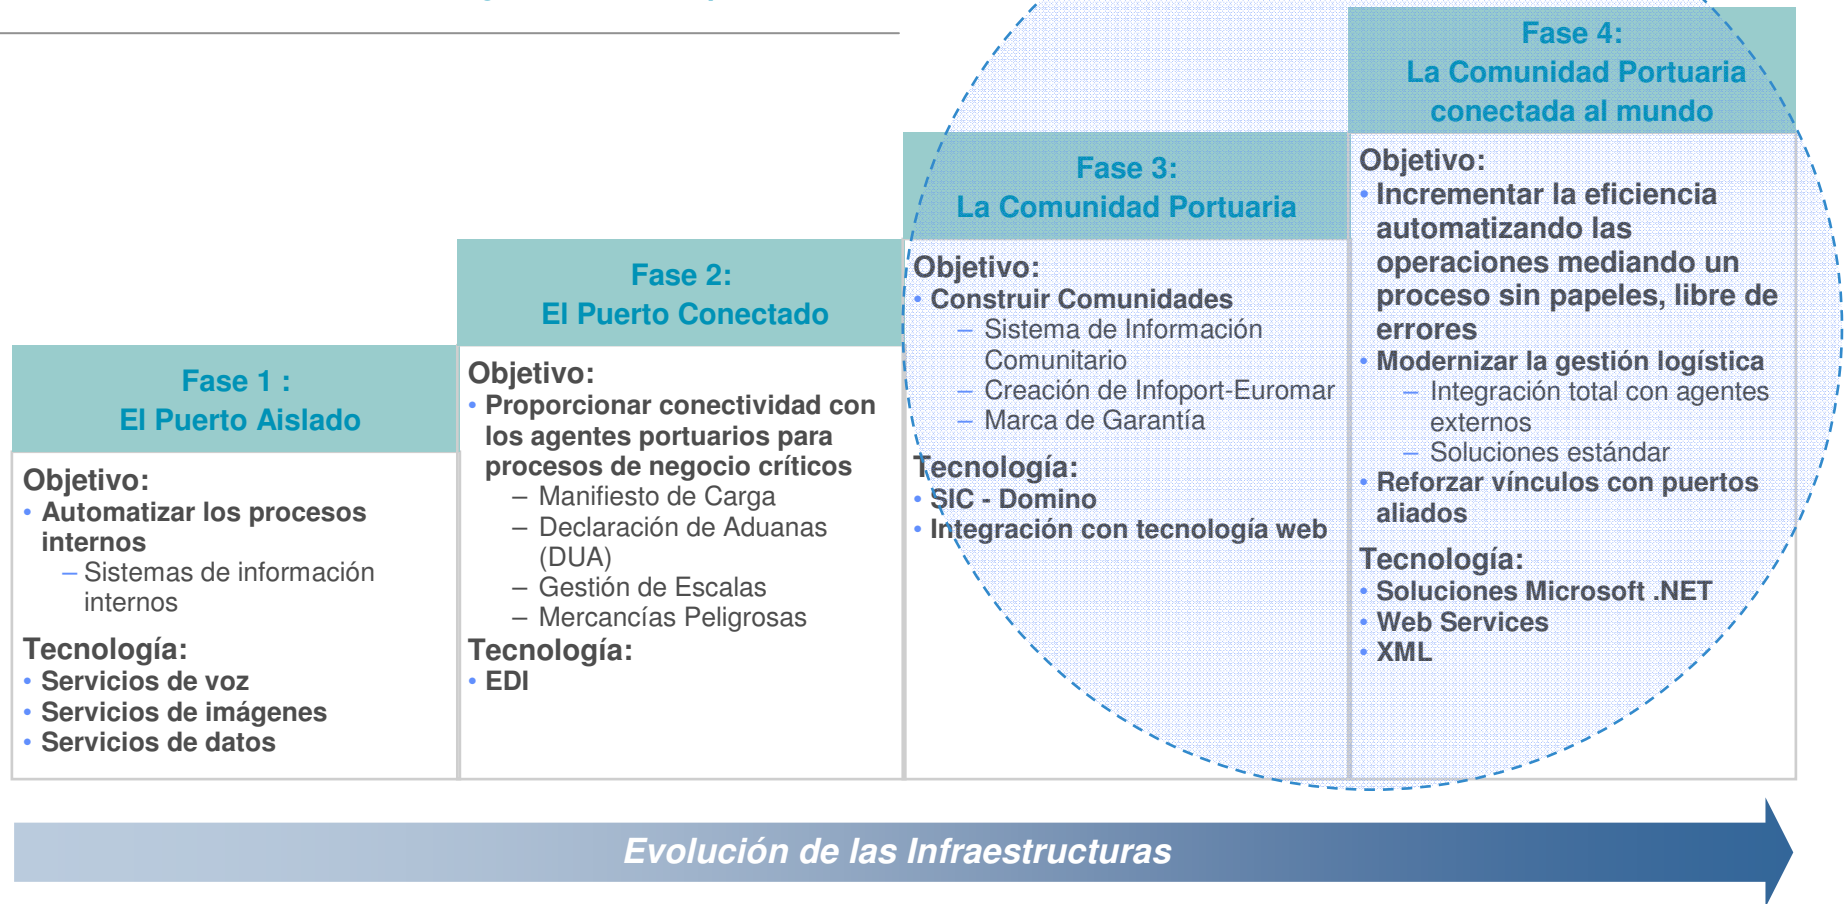 Fase 1 :
El Puerto Aislado
Objetivo:
• Automatizar los procesos
internos
– Sistemas de información
internos
Tecnología:
• Servicios de voz
• Servicios de imágenes
• Servicios de datos
Fase 2:
El Puerto Conectado
Objetivo:
• Proporcionar conectividad con
los agentes portuarios para
procesos de negocio críticos
– Manifiesto de Carga
– Declaración de Aduanas
(DUA)
– Gestión de Escalas
– Mercancías Peligrosas
Tecnología:
• EDI
Fase 3:
La Comunidad Portuaria
Objetivo:
• Construir Comunidades
– Sistema de Información
Comunitario
– Creación de Infoport-Euromar
– Marca de Garantía
Tecnología:
• SIC - Domino
• Integración con tecnología web
Fase 4:
La Comunidad Portuaria
conectada al mundo
Objetivo:
• Incrementar la eficiencia
automatizando las
operaciones mediando un
proceso sin papeles, libre de
errores
• Modernizar la gestión logística
– Integración total con agentes
externos
– Soluciones estándar
• Reforzar vínculos con puertos
aliados
Tecnología:
• Soluciones Microsoft .NET
• Web Services
• XML
Evolución de las Infraestructuras